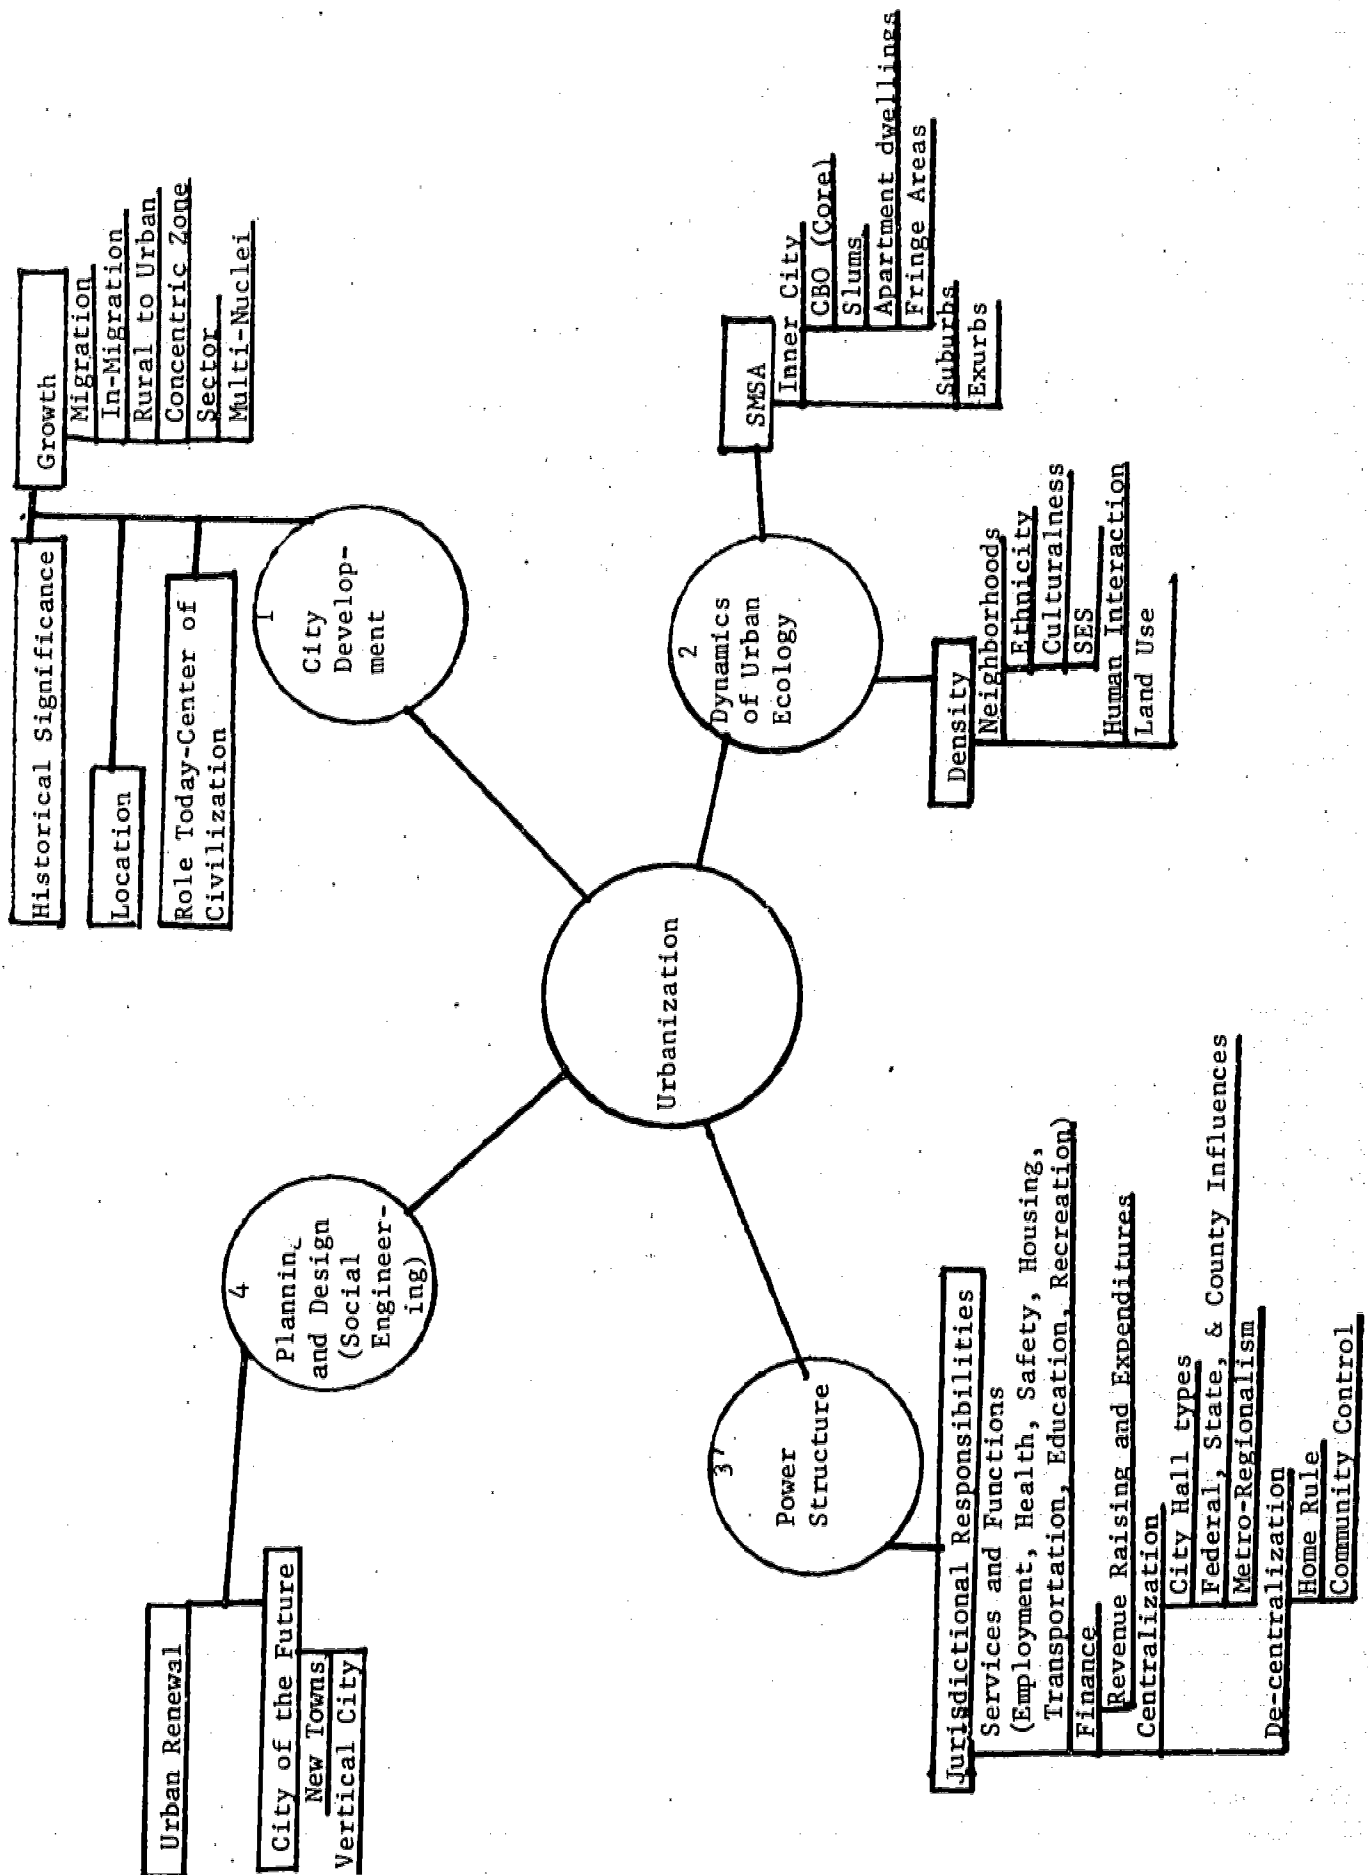 Historical Significance
Location
Role Today-Center of
Civilization
Growth
Migration
In-Migration
Rural to Urban
Concentric Zone
Sector
Multi-Nuclei
1
City
Develop-
ment
Urbanization
2
Dynamics
of Urban
Ecology
SMSA
Inner City
CBO (Core)
Slums
Apartment dwellings
Fringe Areas
Suburbs
Exurbs
Density
Neighborhoods
Ethnicity
Culturalness
SES
Human Interaction
Land Use
3
Power
Structure
Jurisdictional Responsibilities
Services and Functions
(Employment, Health, Safety, Housing,
Transportation, Education, Recreation)
Finance
Revenue Raising and Expenditures
Centralization
City Hall types
Federal, State, & County Influences
Metro-Regionalism
De-centralization
Home Rule
Community Control
4
Planning
and Design
(Social
Engineer-
ing)
Urban Renewal
City of the Future
New Towns
Vertical City